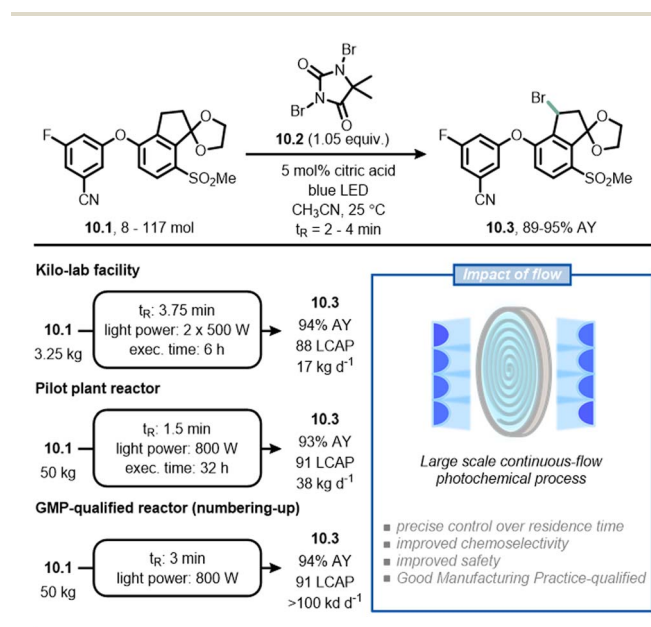 Br
O
N
N
Br
O
10.2 (1.05 equiv.)
5 mol% citric acid
blue LED
CH3CN, 25 °C
tR = 2 - 4 min
F
O
O
O
SO2Me
CN
10.1, 8 - 117 mol
Br
F
O
O
O
SO2Me
CN
10.3, 89-95% AY
Kilo-lab facility
10.1
3.25 kg
tR: 3.75 min
light power: 2 x 500 W
exec. time: 6 h
10.3
94% AY
88 LCAP
17 kg d-1
Pilot plant reactor
10.1
50 kg
tR: 1.5 min
light power: 800 W
exec. time: 32 h
10.3
93% AY
91 LCAP
38 kg d-1
GMP-qualified reactor (numbering-up)
10.1
50 kg
tR: 3 min
light power: 800 W
10.3
94% AY
91 LCAP
>100 kd d-1
Impact of flow
Large scale continuous-flow
photochemical process
precise control over residence time
improved chemoselectivity
improved safety
Good Manufacturing Practice-qualified